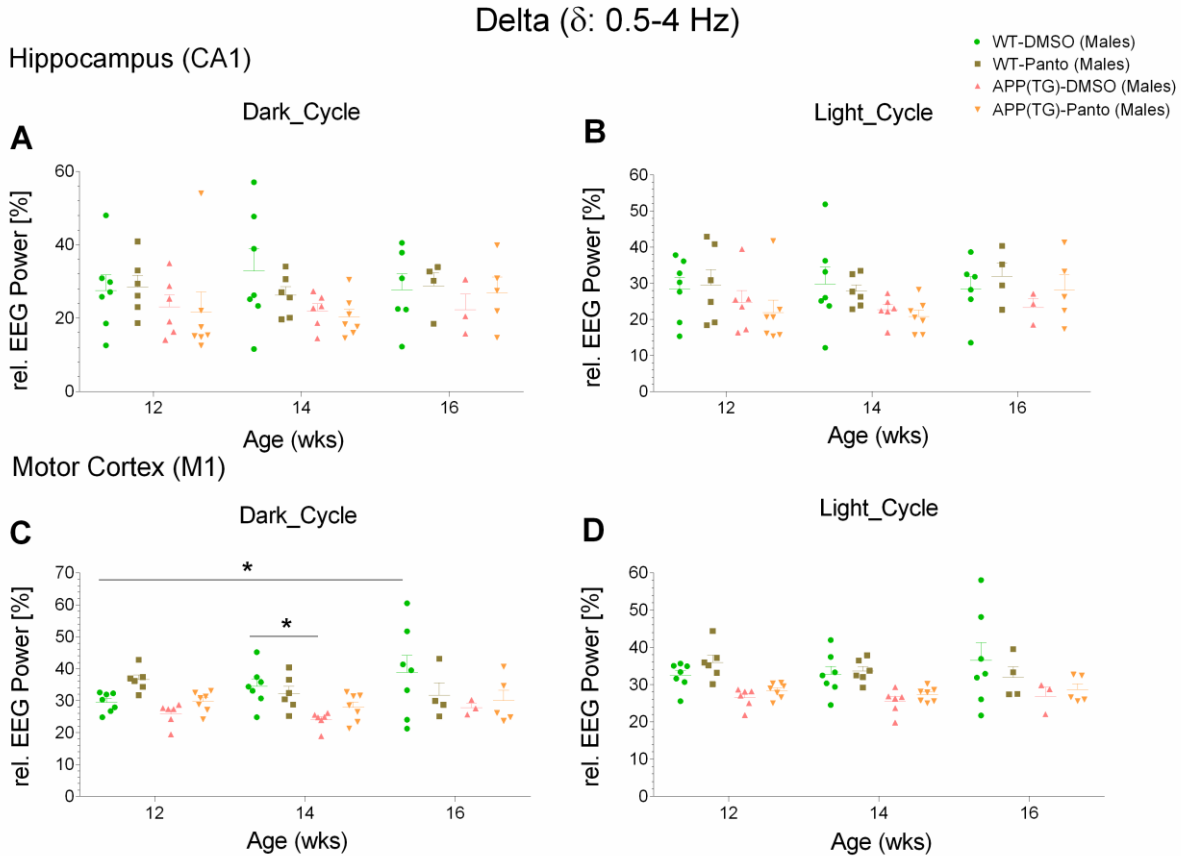 Delta (δ: 0.5-4 Hz)
Hippocampus (CA1)
WT-DMSO (Males)
WT-Panto (Males)
APP(TG)-DMSO (Males)
APP(TG)-Panto (Males)
Dark_Cycle
Light_Cycle
A
B
rel. EEG Power [%]
60
40
20
0
12
14
16
Age (wks)
rel. EEG Power [%]
60
50
40
30
20
10
0
12
14
16
Age (wks)
Motor Cortex (M1)
Dark_Cycle
Light_Cycle
C
D
rel. EEG Power [%]
70
60
50
40
30
20
10
0
*
*
12
14
16
Age (wks)
rel. EEG Power [%]
70
60
50
40
30
20
10
0
12
14
16
Age (wks)